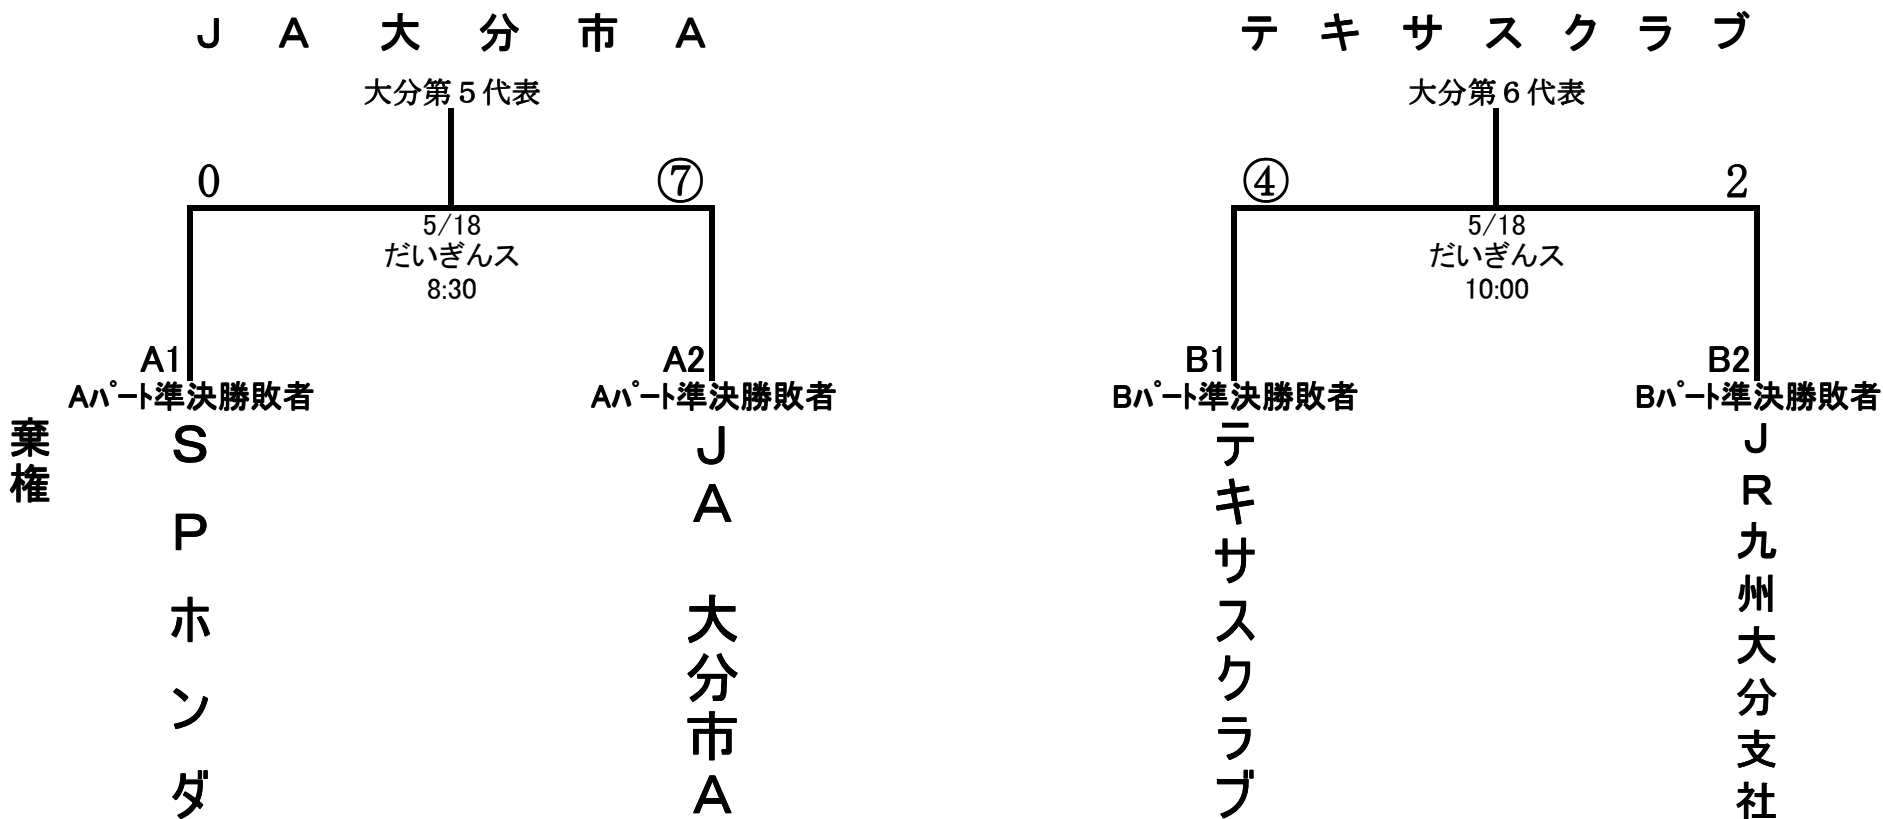 ＪＡ大分市Ａ
大分第５代表
0
⑦
5/18
だいぎんス
8:30
A1
Aﾊﾟｰﾄ準決勝敗者
A2
Aﾊﾟｰﾄ準決勝敗者
棄権
ＳＰホンダ
ＪＡ　大分市Ａ
テキサスクラブ
大分第６代表
④
2
5/18
だいぎんス
10:00
B1
Bﾊﾟｰﾄ準決勝敗者
B2
Bﾊﾟｰﾄ準決勝敗者
テキサスクラブ
ＪＲ九州大分支社